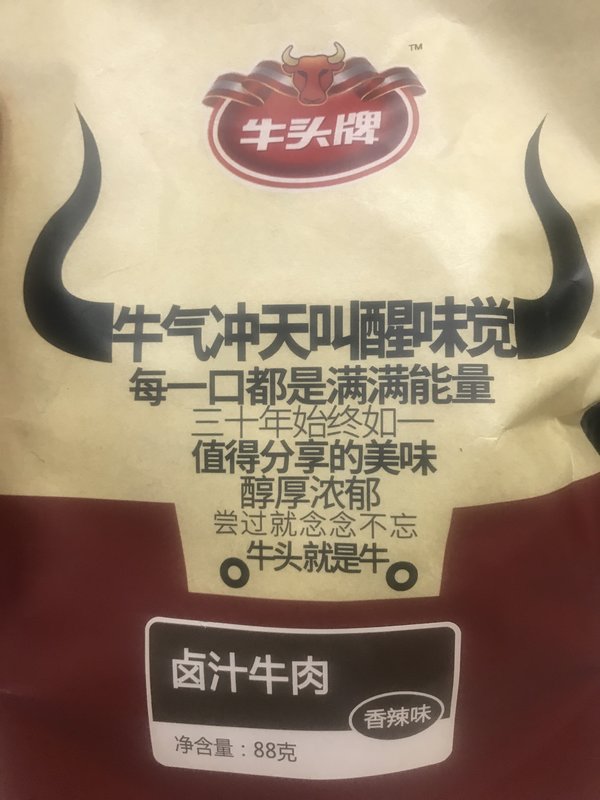 TM
牛头牌
牛气冲天叫醒味觉
每一口都是满满能量
三十年始终如一
值得分享的美味
醇厚浓郁
尝过就念念不忘
牛头就是牛
卤汁牛肉
香辣味
净含量：88克